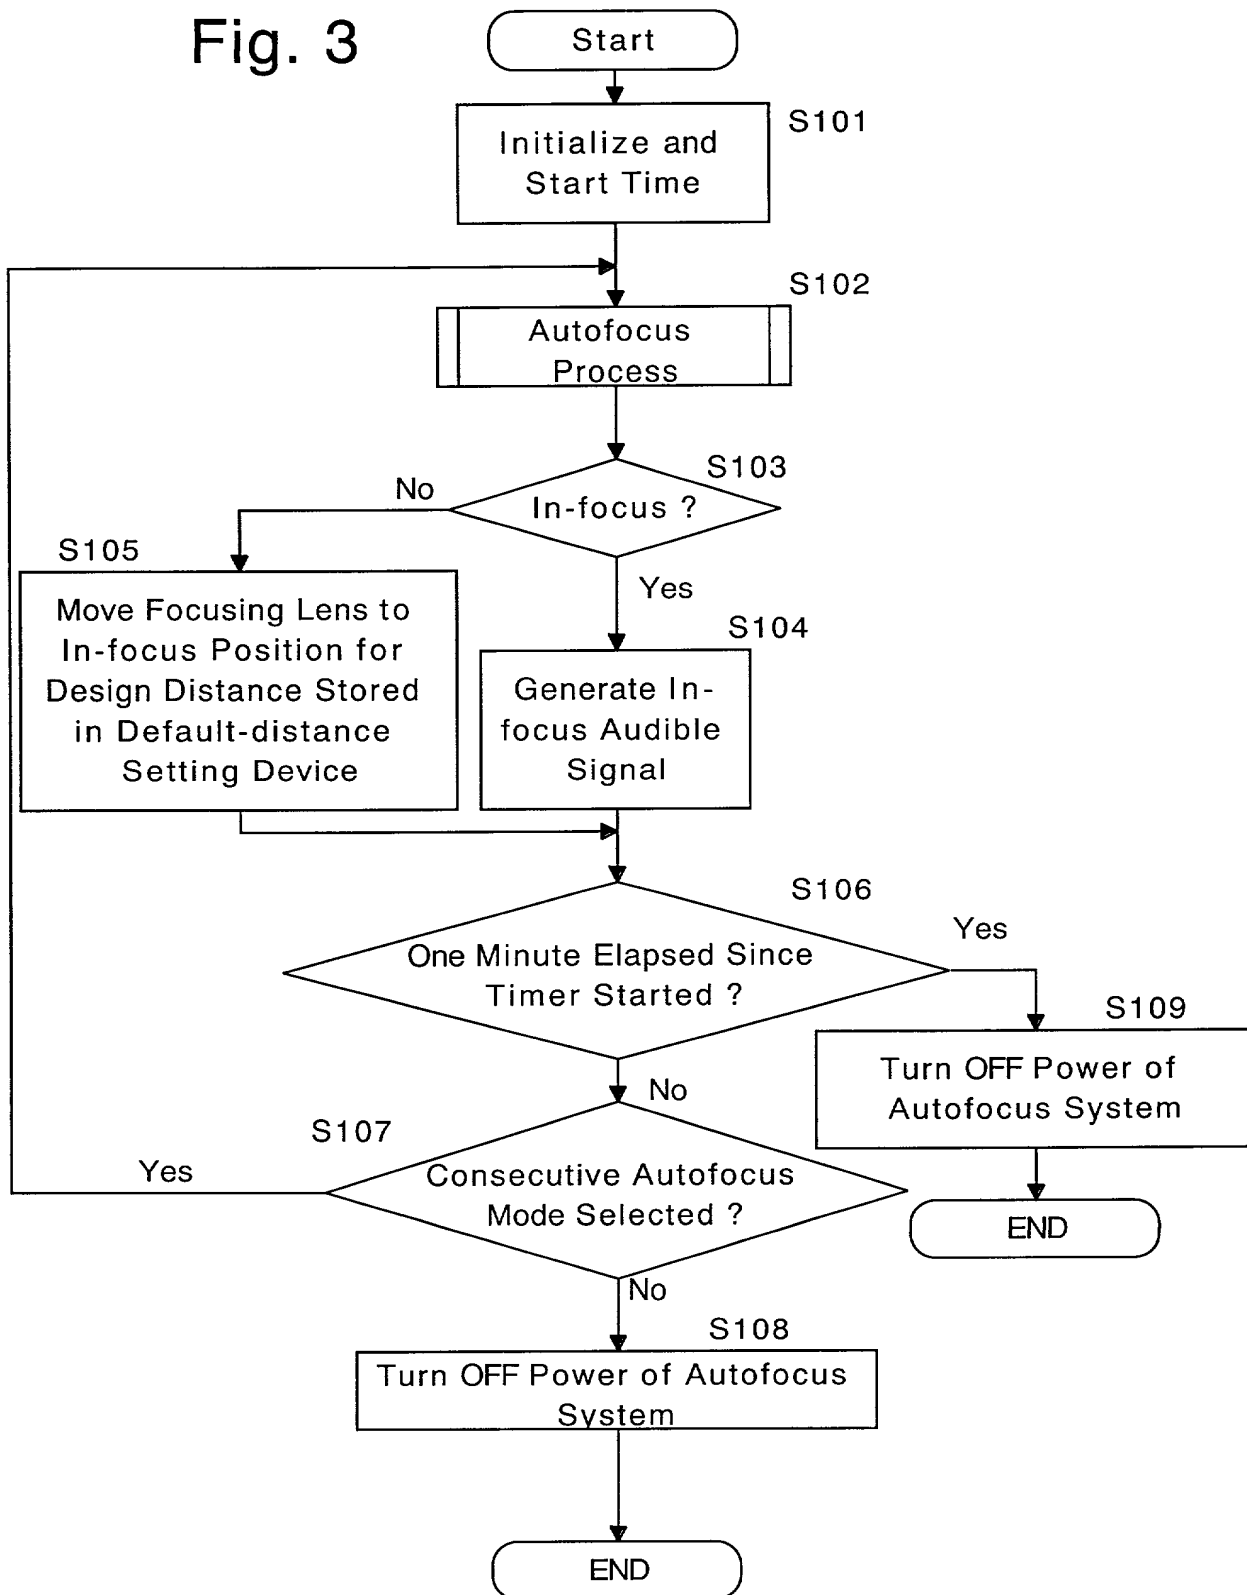 Fig. 3
Start
S101
Initialize and
Start Time
S102
Autofocus
Process
S103
In-focus ?
No
Yes
S105
Move Focusing Lens to
In-focus Position for
Design Distance Stored
in Default-distance
Setting Device
S104
Generate In-
focus Audible
Signal
S106
One Minute Elapsed Since
Timer Started ?
Yes
No
S109
Turn OFF Power of
Autofocus System
END
S107
Consecutive Autofocus
Mode Selected ?
Yes
No
S108
Turn OFF Power of Autofocus
System
END